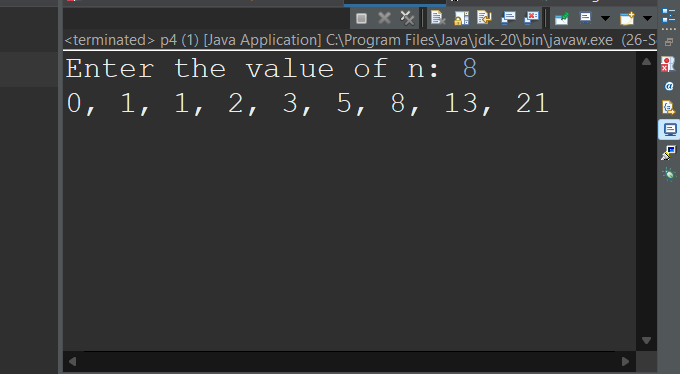 <terminated> p4 (1) [Java Application] C:\Program Files\Java\jdk-20\bin\javaw.exe (26-S
Enter the value of n: 8
0, 1, 1, 2, 3, 5, 8, 13, 21